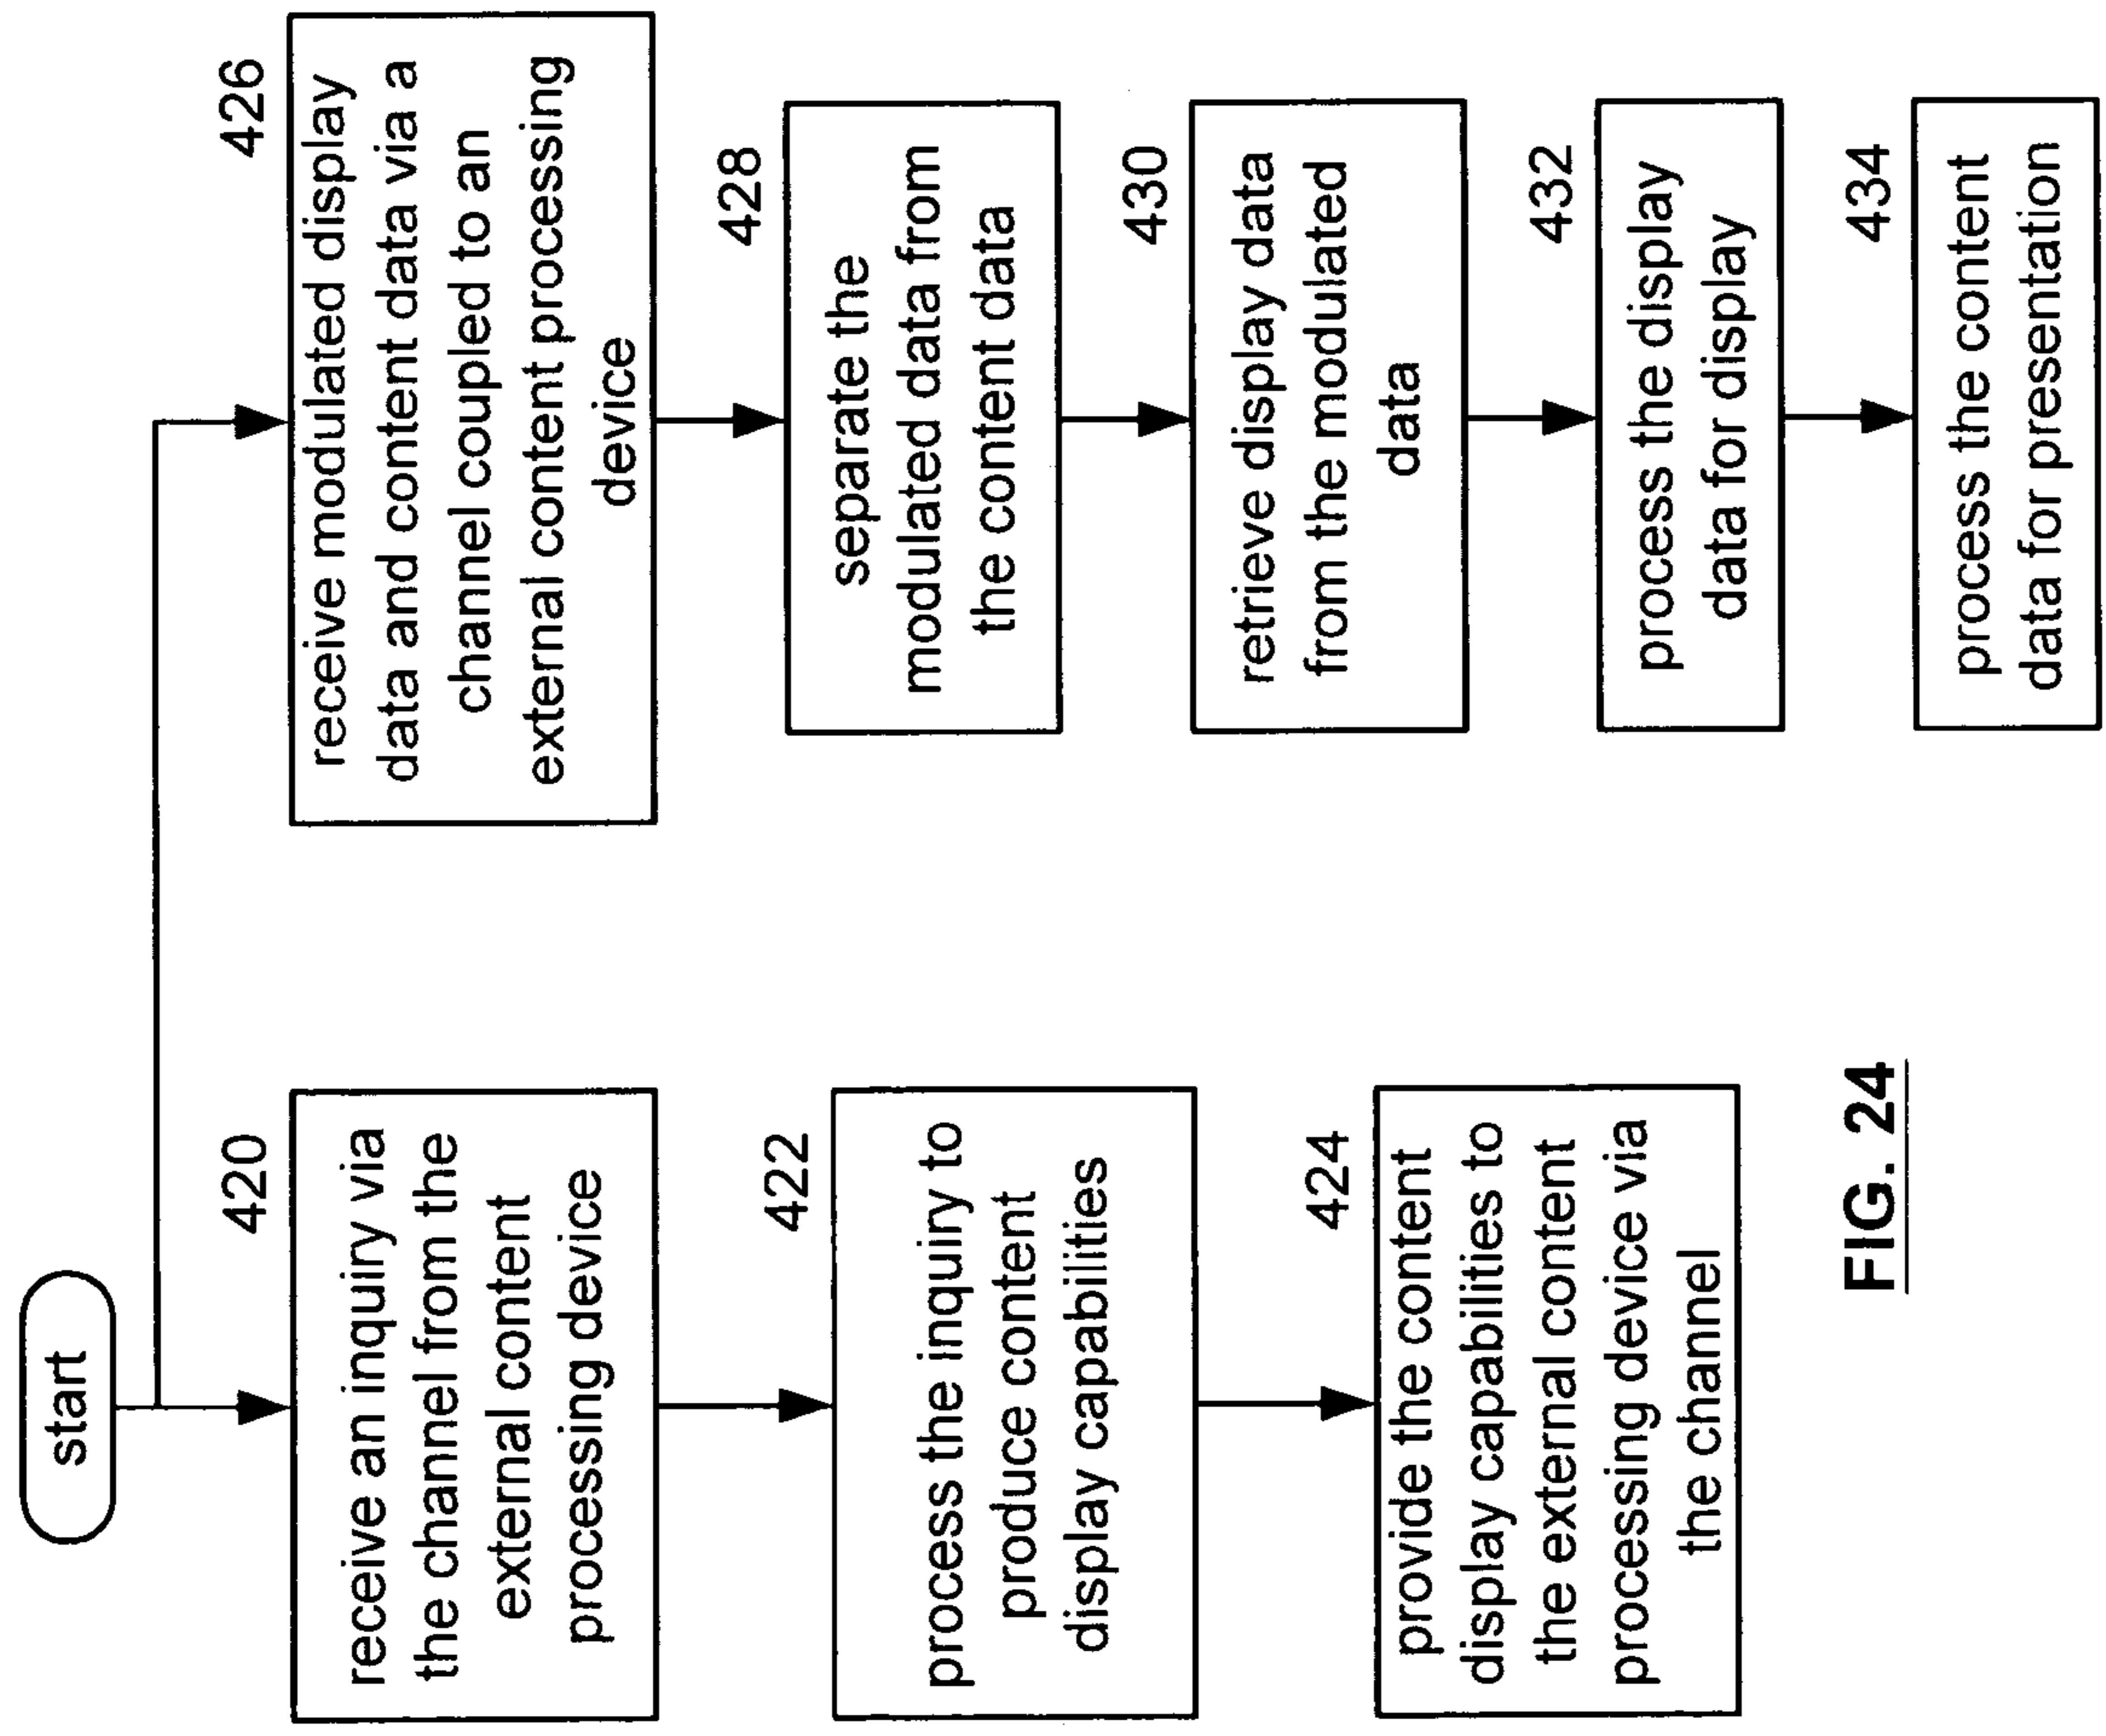 start
420
receive an inquiry via
the channel from the
external content
processing device
422
process the inquiry to
produce content
display capabilities
424
provide the content
display capabilities to
the external content
processing device via
the channel
426
receive modulated display
data and content data via a
channel coupled to an
external content processing
device
428
separate the
modulated data from
the content data
430
retrieve display data
from the modulated
data
432
process the display
data for display
434
process the content
data for presentation
FIG. 24